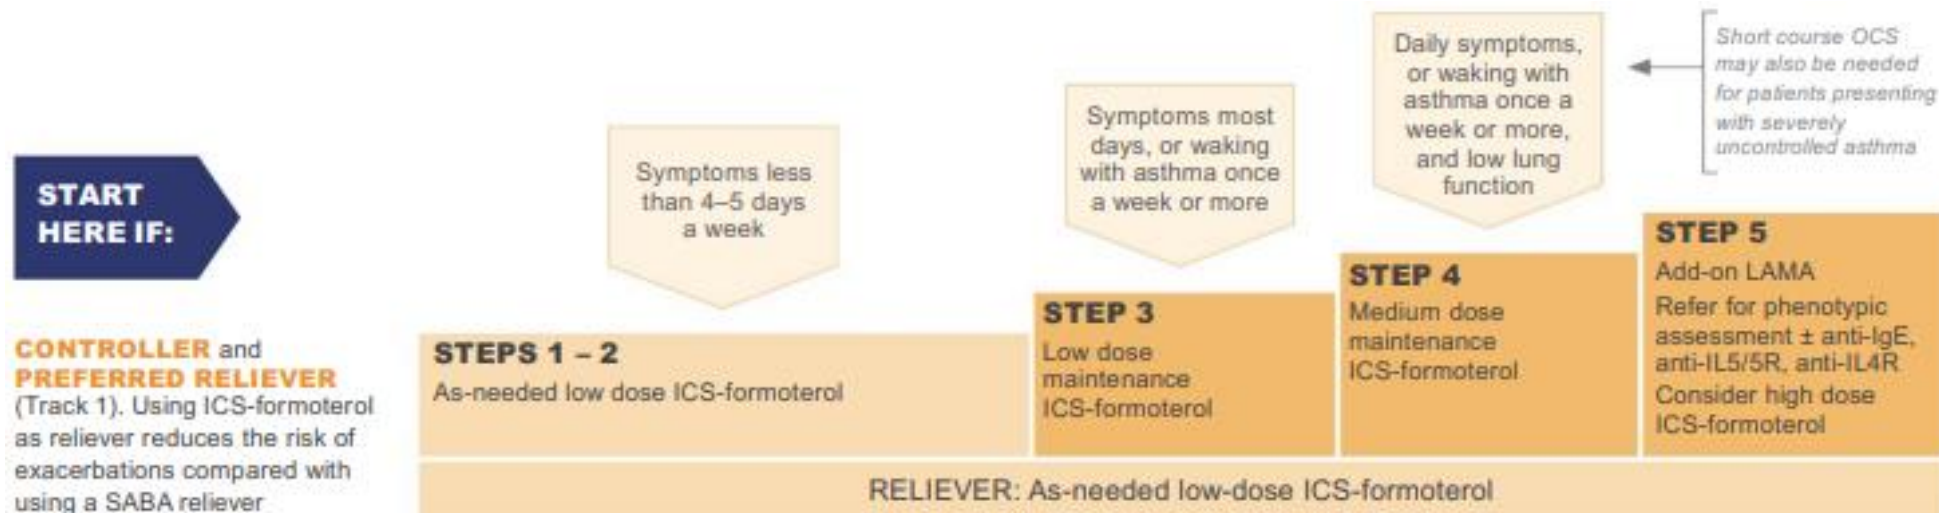 START
HERE IF:
CONTROLLER and
PREFERRED RELIEVER
(Track 1). Using ICS-formoterol
as reliever reduces the risk of
exacerbations compared with
using a SABA reliever
Symptoms less
than 4–5 days
a week
Symptoms most
days, or waking
with asthma once
a week or more
Daily symptoms,
or waking with
asthma once a
week or more,
and low lung
function
Short course OCS
may also be needed
for patients presenting
with severely
uncontrolled asthma
STEPS 1 – 2
As-needed low dose ICS-formoterol
STEP 3
Low dose
maintenance
ICS-formoterol
STEP 4
Medium dose
maintenance
ICS-formoterol
STEP 5
Add-on LAMA
Refer for phenotypic
assessment ± anti-IgE,
anti-IL5/5R, anti-IL4R
Consider high dose
ICS-formoterol
RELIEVER: As-needed low-dose ICS-formoterol